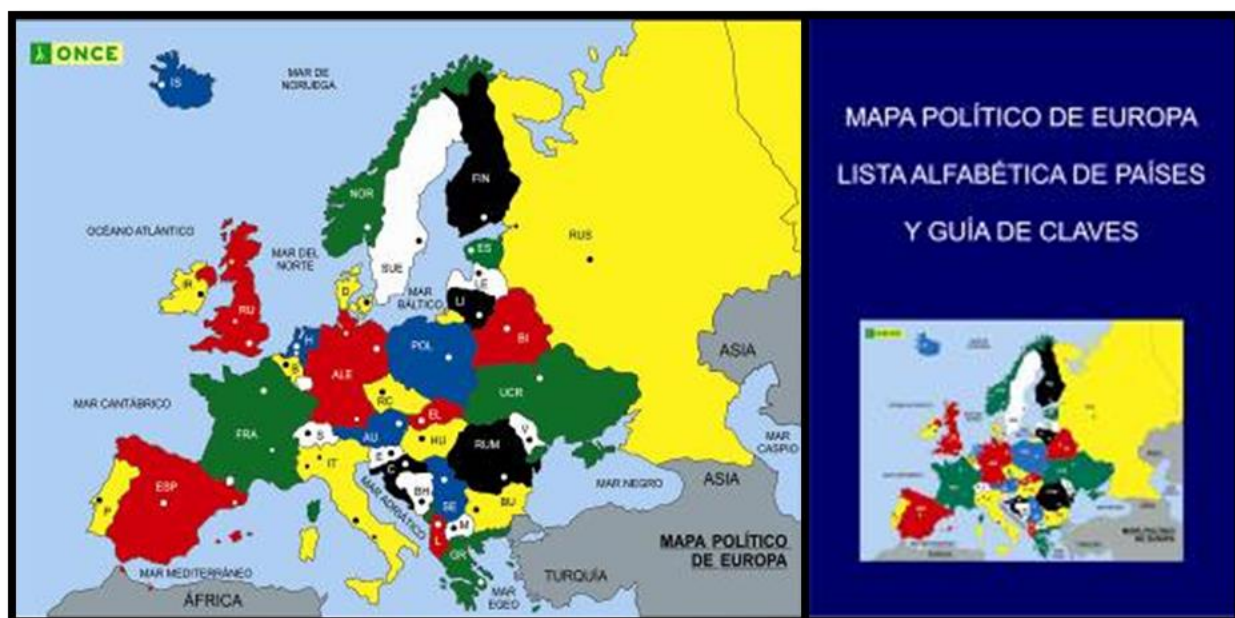 ONCE
IS
MAR DE
NORUEGA
NOR
FIN
OCÉANO ATLÁNTICO
MAR DEL
NORTE
SUE
RUS
ES
LE
IR
RU
D
MAR
BÁLTICO
LI
BI
H
POL
ASIA
B
ALE
RC
UCR
MAR CANTÁBRICO
EL
FRA
S
AU
HU
V
RUM
MAR
CASPIO
IT
E
C
ESP
P
BH
SE
BU
MAR NEGRO
ASIA
MAR ADRIÁTICO
M
L
GR
MAPA POLÍTICO
DE EUROPA
MAR MEDITERRÁNEO
TURQUÍA
ÁFRICA
MAR
EGEO
MAPA POLÍTICO DE EUROPA
LISTA ALFABÉTICA DE PAÍSES
Y GUÍA DE CLAVES
ONCE